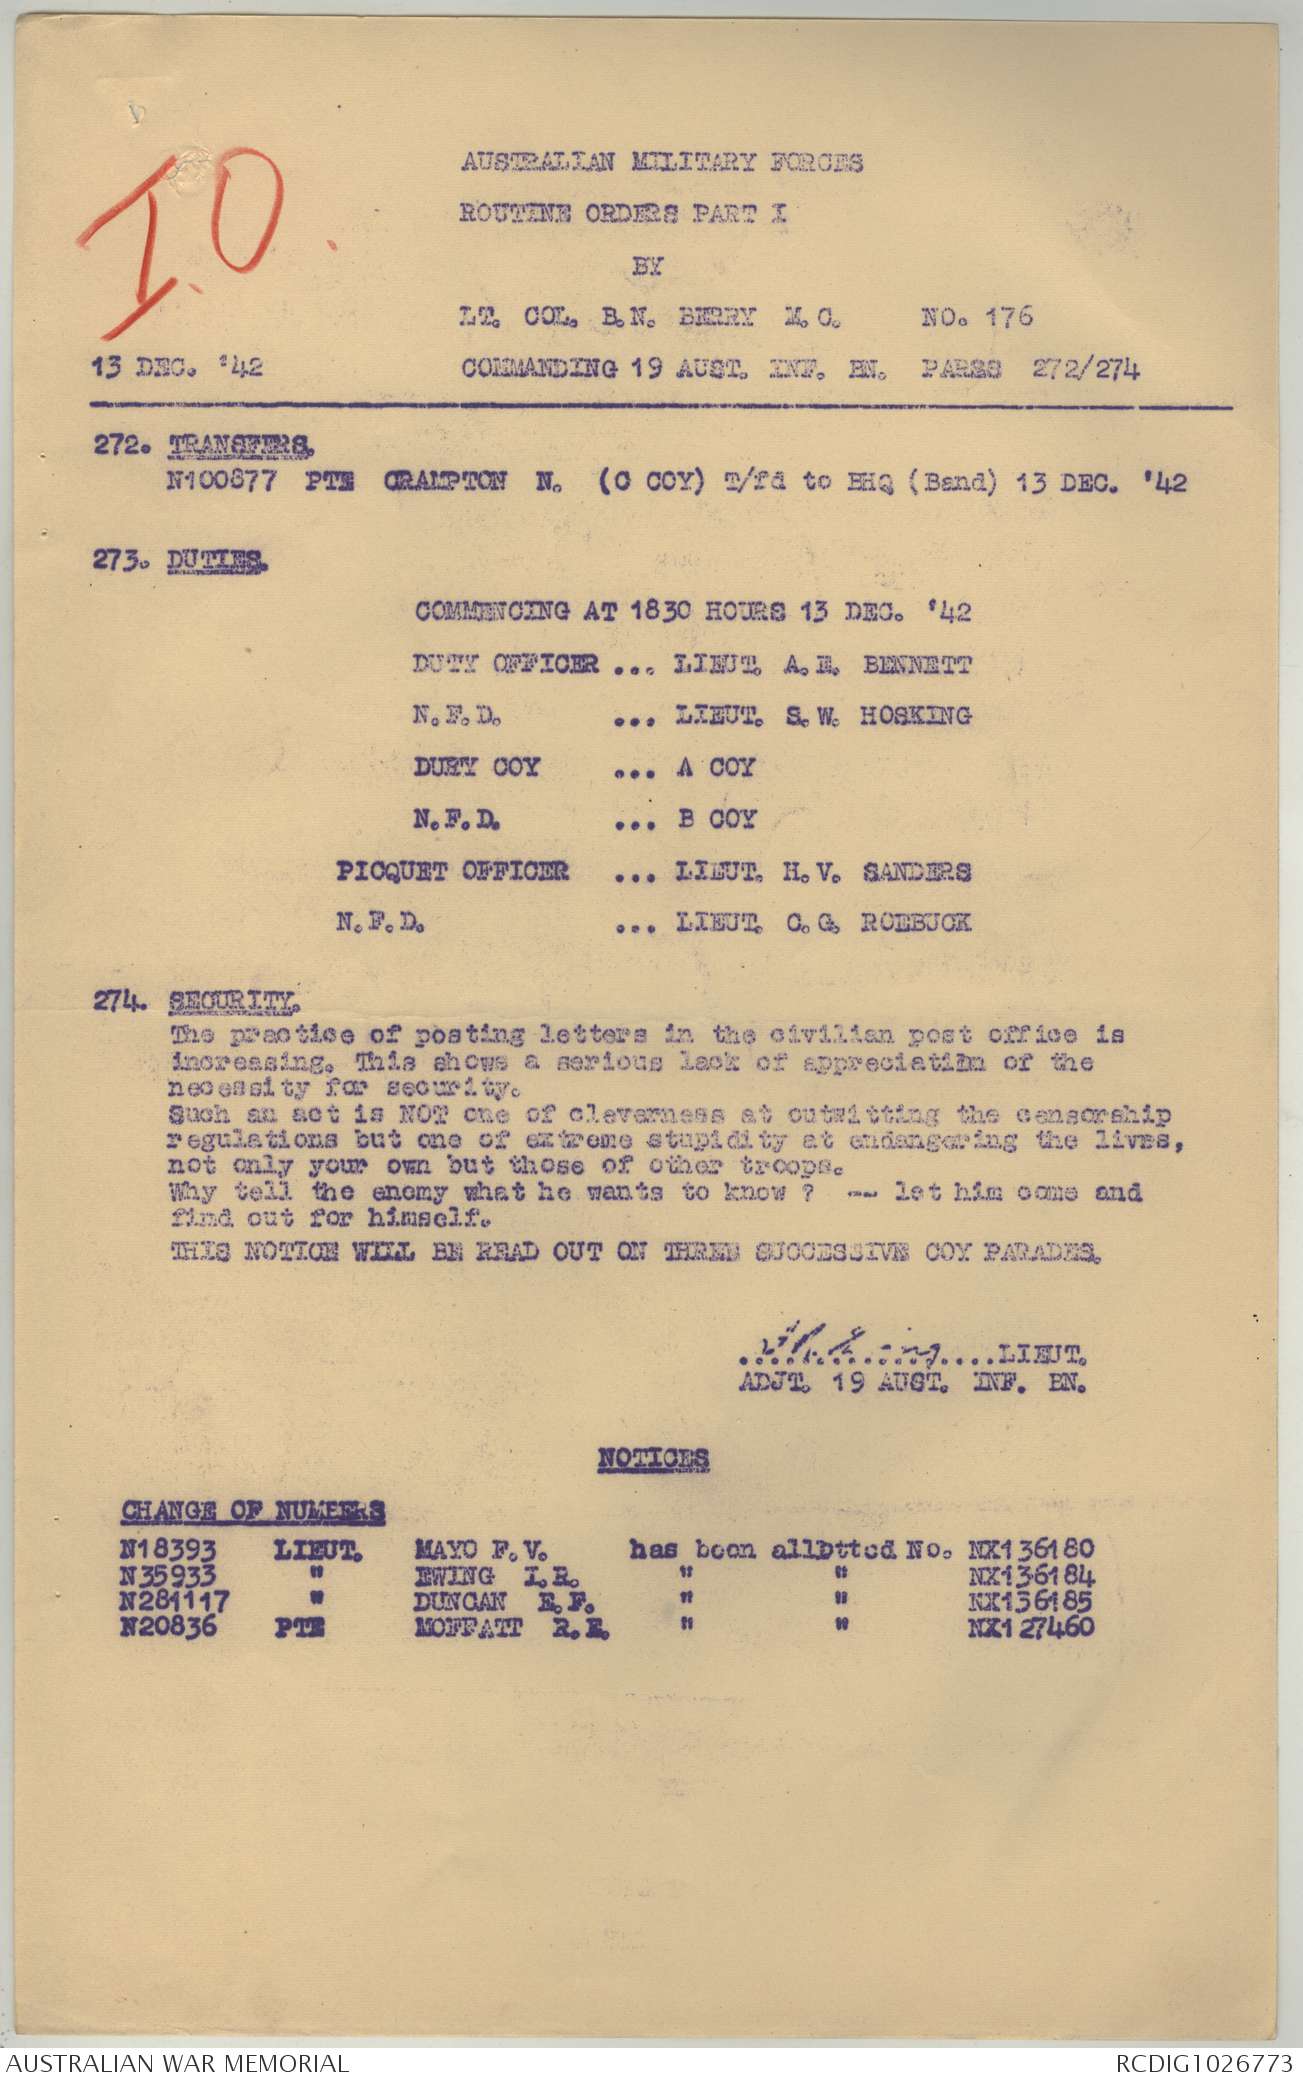 I.O.
AUSTRALIAN MILITARY FORCES
ROUTINE ORDERS PART I
BY
LT. COL. B.N. BERRY M.C. NO. 176
13 DEC. '42 COMMANDING 19 AUST. INF. BN. PARAS 272/274
272. TRANSFERS.
N100877 PTE CRAMPTON N. (C COY) T/fd to BHQ (Band) 13 DEC. '42
273. DUTIES.
COMMENCING AT 1830 HOURS 13 DEC. '42
DUTY OFFICER ... LIEUT. A.E. BENNETT
N.F.D. ... LIEUT. S.W. HOSKING
DUTY COY ... A COY
N.F.D. ... B COY
PICQUET OFFICER ... LIEUT. H.V. SANDERS
N.F.D. ... LIEUT. C.G. ROEBUCK
274. SECURITY.
The practice of posting letters in the civilian post office is
increasing. This shows a serious lack of appreciation of the
necessity for security.
Such an act is NOT one of cleverness at outwitting the censorship
regulations but one of extreme stupidity at endangering the lives,
not only your own but those of other troops.
Why tell the enemy what he wants to know ? -- let him come and
find out for himself.
THIS NOTICE WILL BE READ OUT ON THREE SUCCESSIVE COY PARADES.
.................LIEUT.
ADJT. 19 AUST. INF. BN.
NOTICES
CHANGE OF NUMBERS
N18393 LIEUT. MAYO F.V. has been allotted No. NX136180
N35933 " EWING I.R. " " NX136184
N281117 " DUNCAN E.F. " " NX136185
N20836 PTE MOFFATT R.E. " " NX127460
AUSTRALIAN WAR MEMORIAL RCDIG1026773